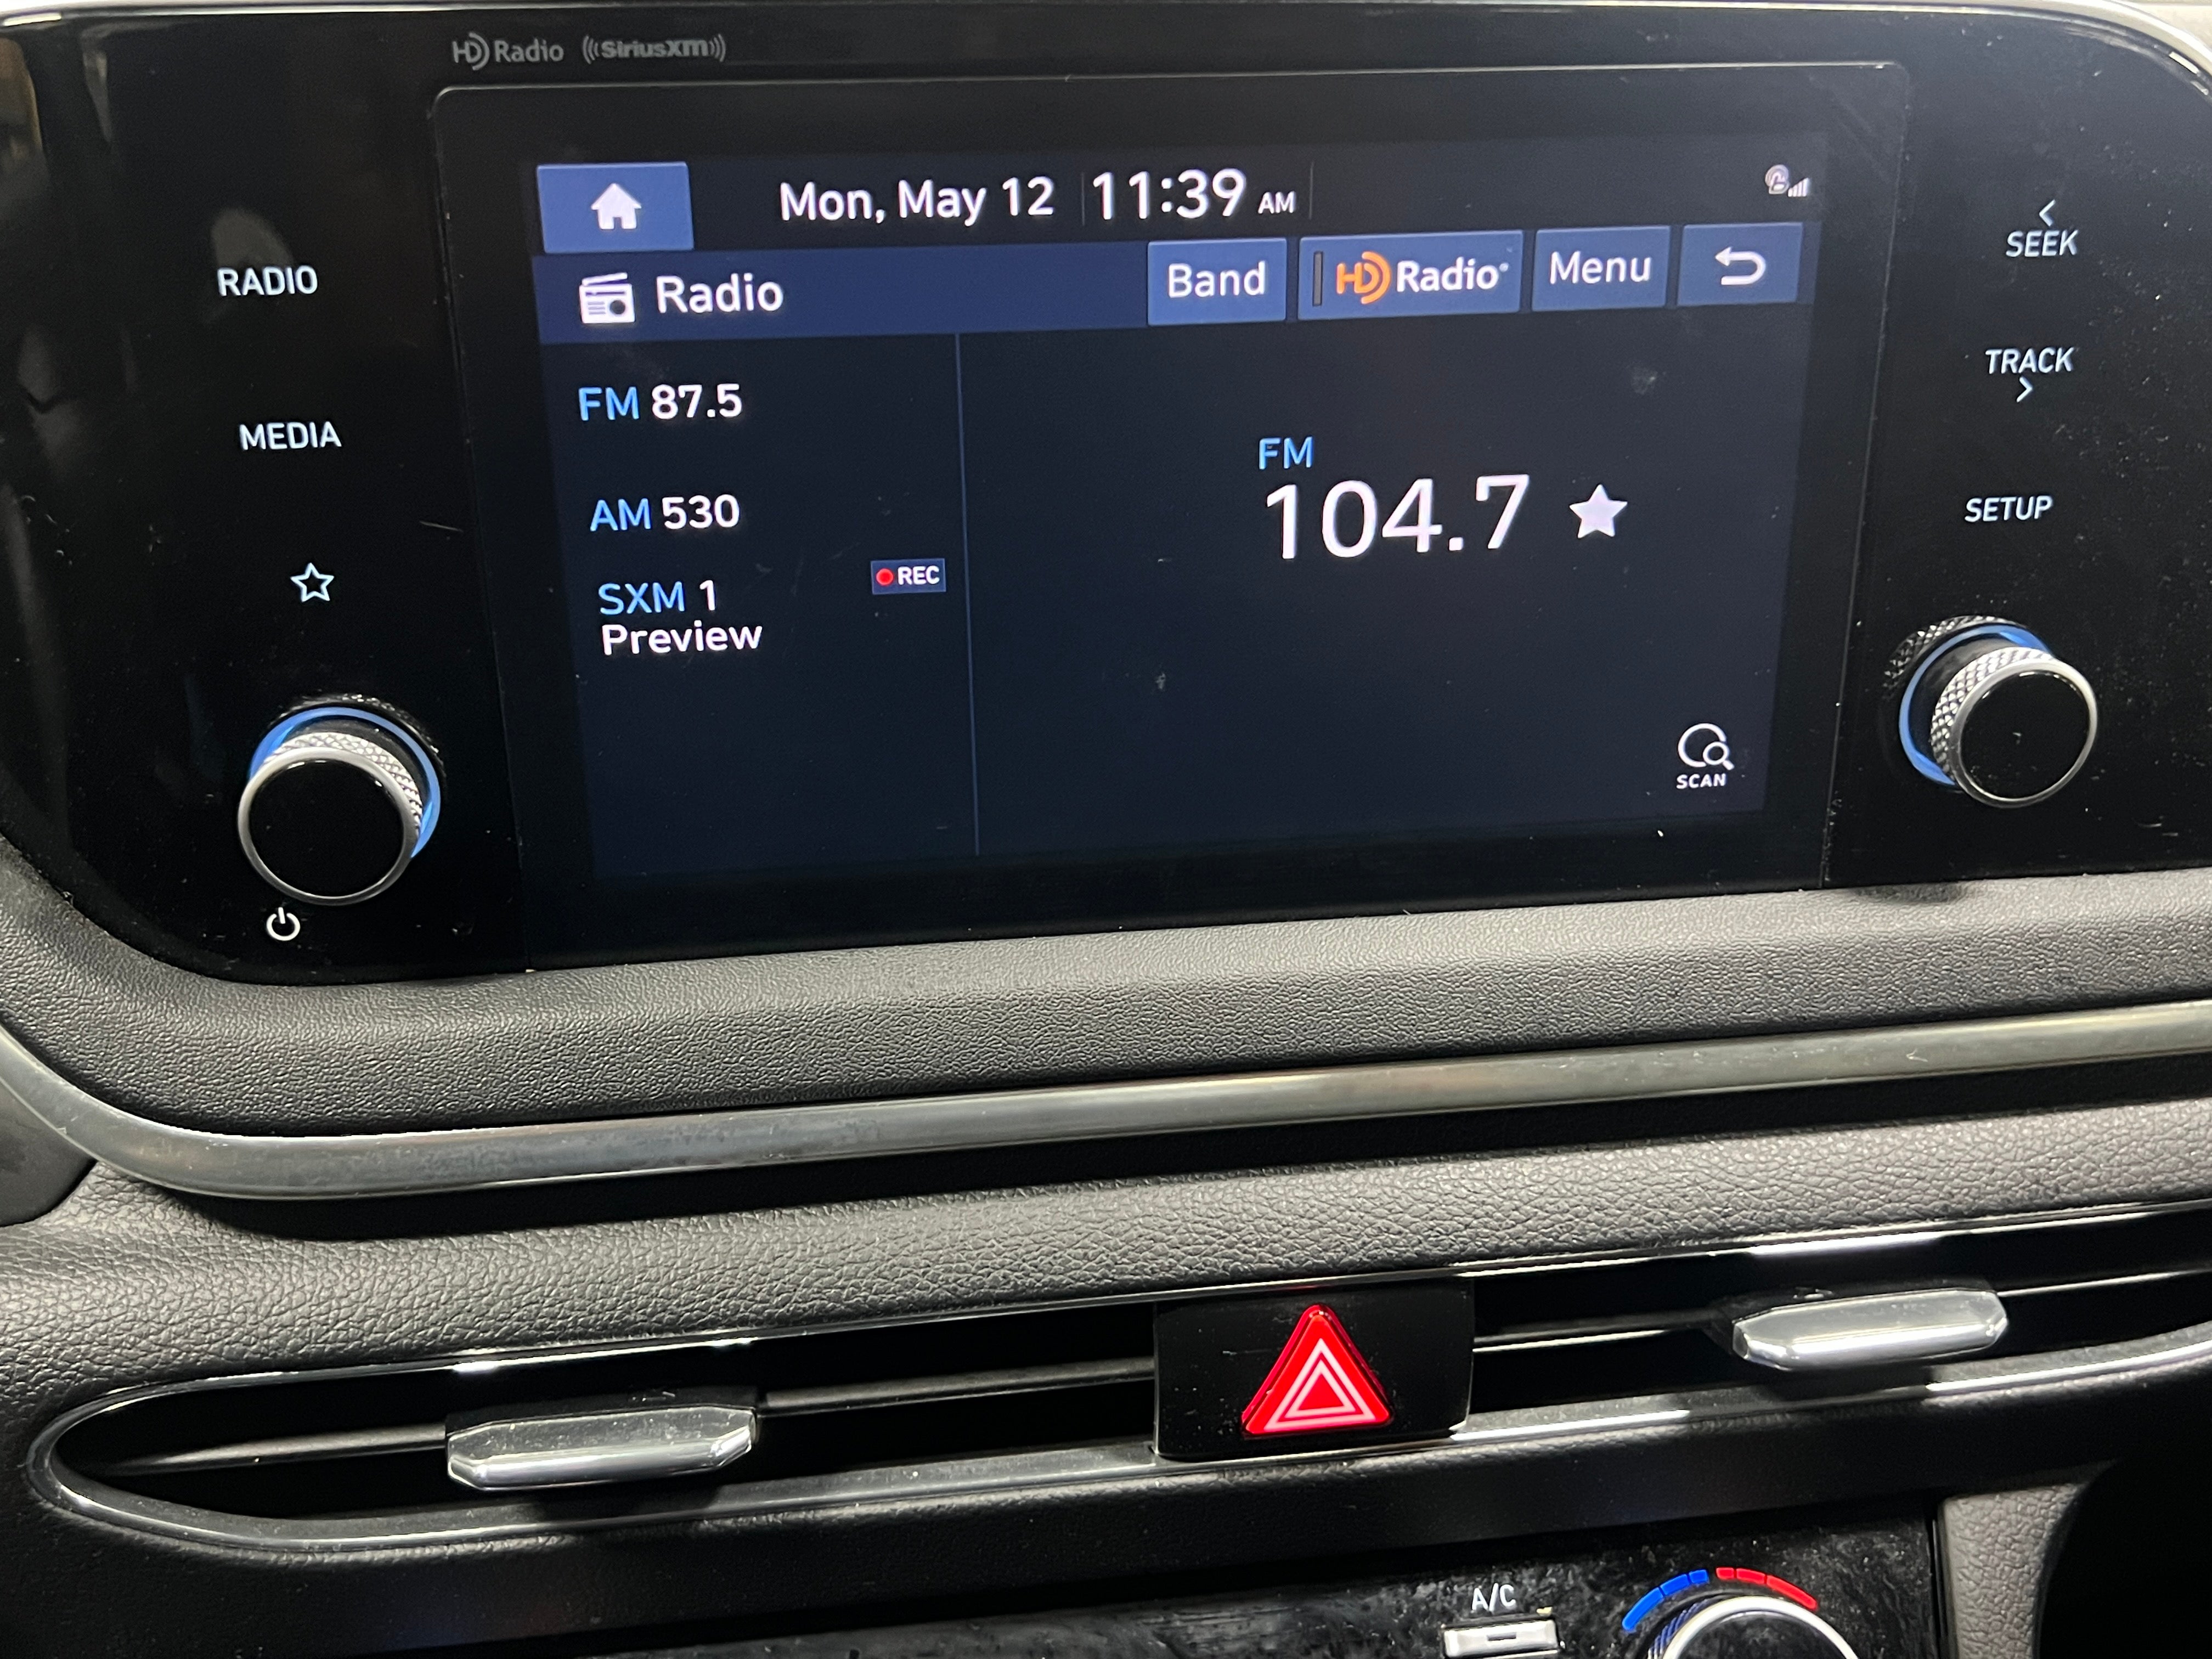 HD Radio SiriusXM
Mon, May 12 11:39 AM
Radio Band HD Radio® Menu
FM 87.5
AM 530
SXM 1 REC
Preview
FM
104.7
SCAN
RADIO
MEDIA
SEEK
TRACK
SETUP
A/C